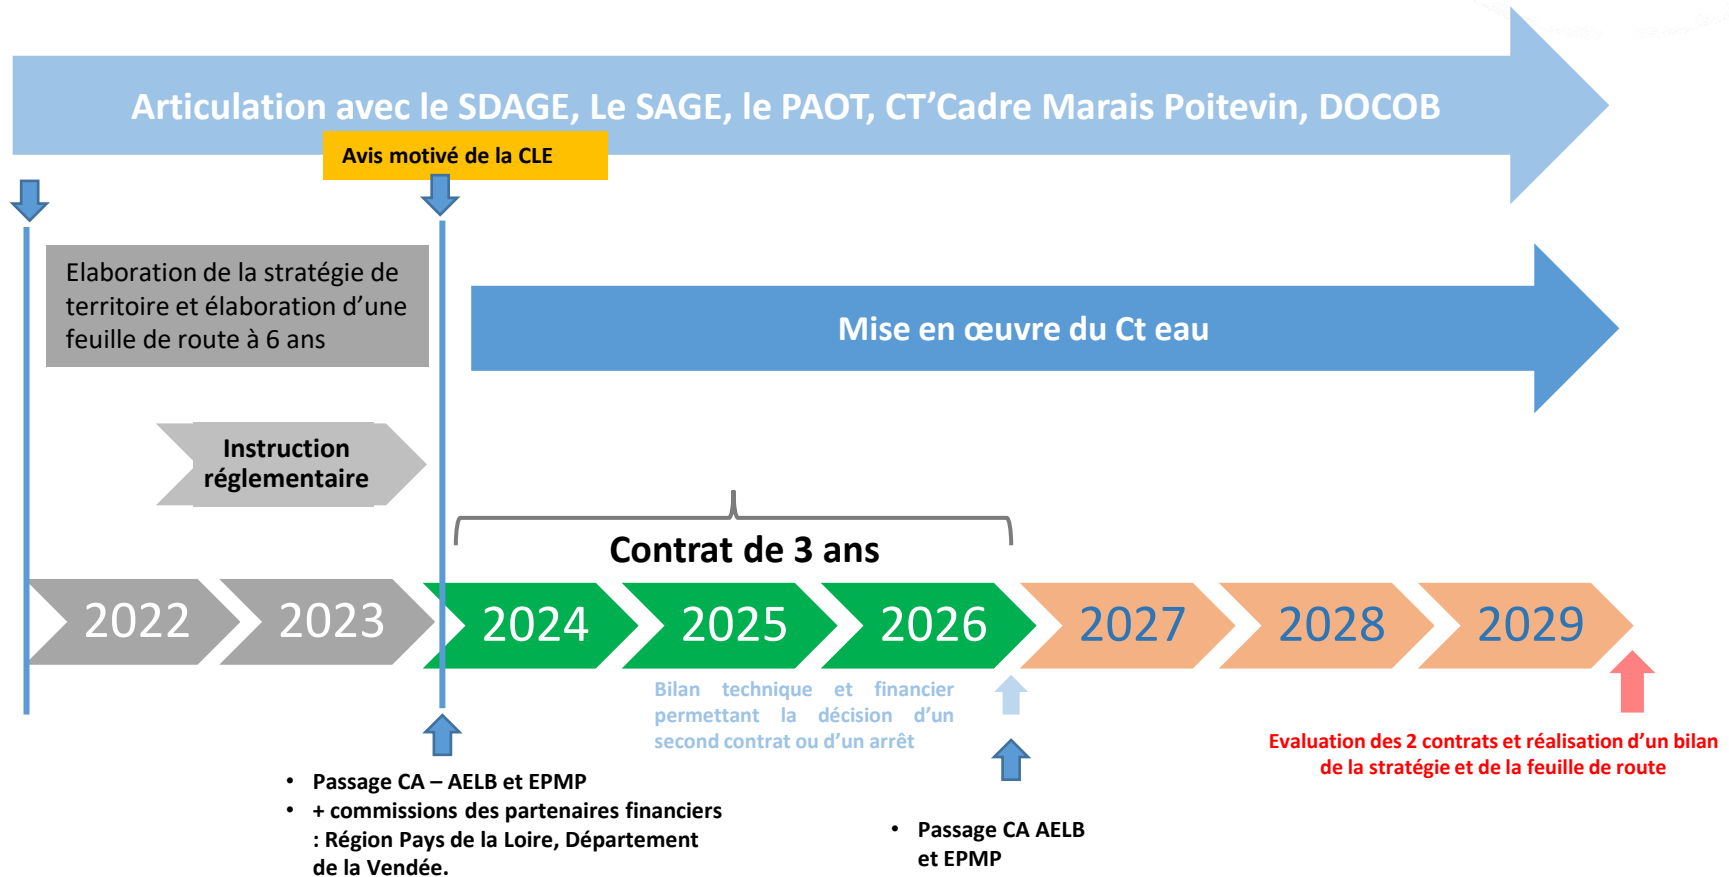 Articulation avec le SDAGE, Le SAGE, le PAOT, CT’Cadre Marais Poitevin, DOCOB
Avis motivé de la CLE
Elaboration de la stratégie de
territoire et élaboration d’une
feuille de route à 6 ans
Mise en œuvre du Ct eau
Instruction
réglementaire
Contrat de 3 ans
2022
2023
2024
2025
2026
2027
2028
2029
Bilan technique et financier
permettant la décision d’un
second contrat ou d’un arrêt
Evaluation des 2 contrats et réalisation d’un bilan
de la stratégie et de la feuille de route
• Passage CA – AELB et EPMP
• + commissions des partenaires financiers
: Région Pays de la Loire, Département
de la Vendée.
• Passage CA AELB
et EPMP